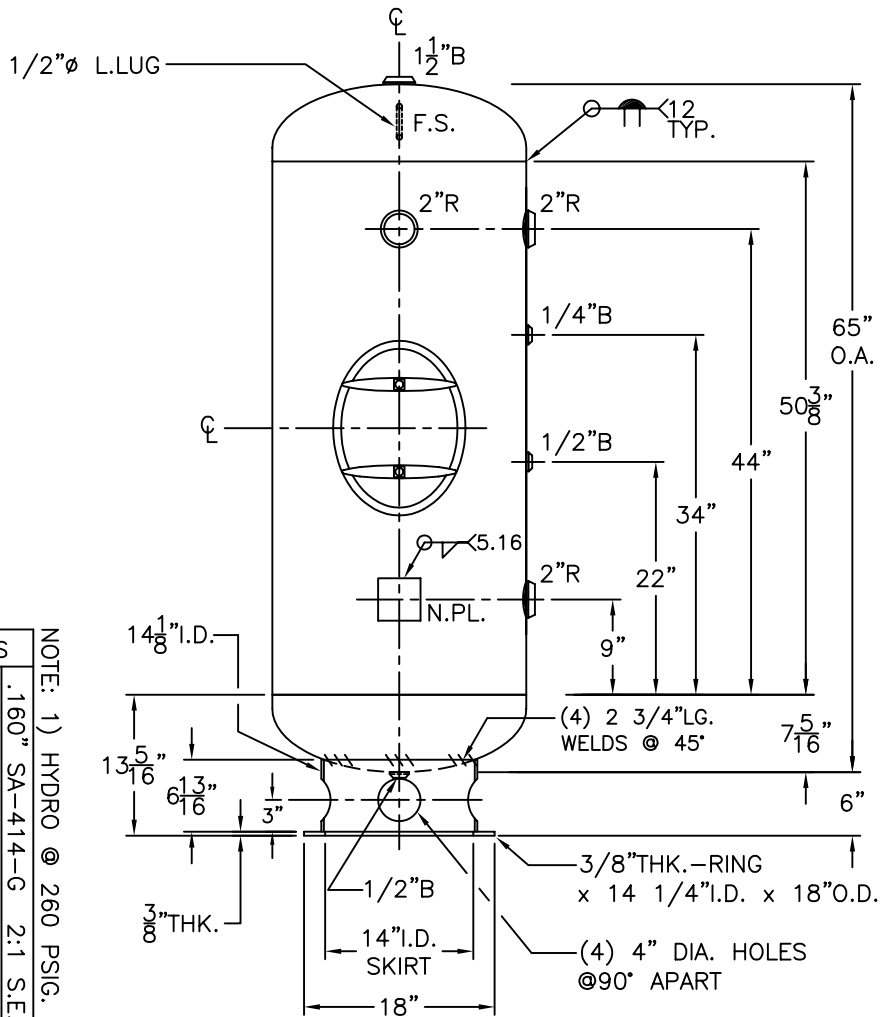 ℄
1 1/2"B
1/2"ø L.LUG
F.S.
12
TYP.
2"R
2"R
1/4"B
65"
O.A.
50 3/8"
℄
1/2"B
44"
34"
5.16
22"
2"R
N.PL.
14 1/8"I.D.
9"
(4) 2 3/4"LG.
WELDS @ 45°
7 5/16"
13 5/16"
6 13/16"
3"
6"
1/2"B
3/8"THK.-RING
x 14 1/4"I.D. x 18"O.D.
3/8"THK.
14"I.D.
SKIRT
(4) 4" DIA. HOLES
@90° APART
18"
NOTE: 1) HYDRO @ 260 PSIG.
.160" SA-414-G 2:1 S.E.